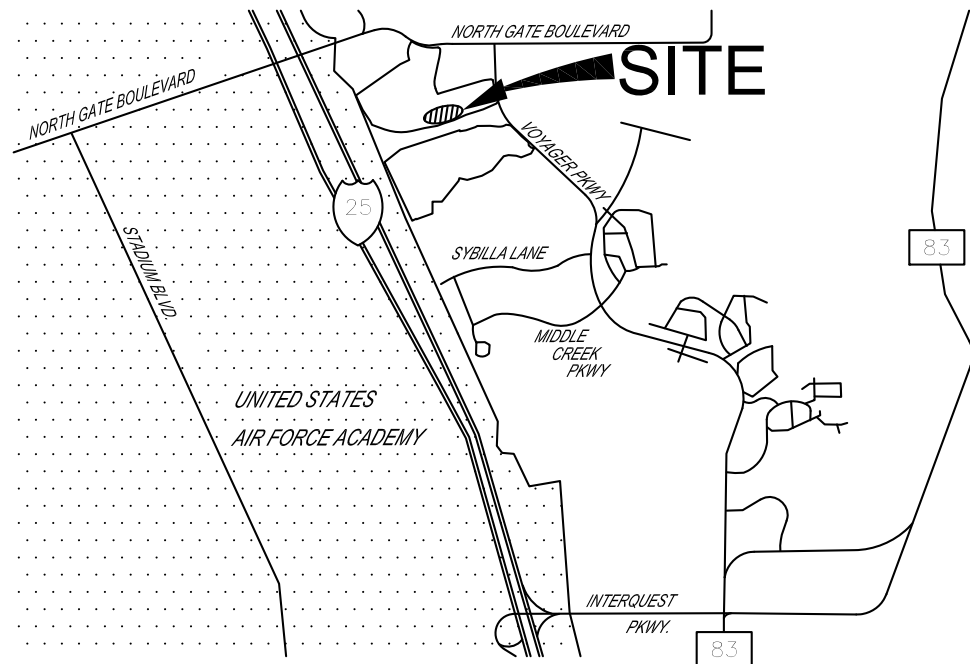 NORTH GATE BOULEVARD
SITE
NORTH GATE BOULEVARD
VOYAGER PKWY
25
STADIUM BLVD.
83
SYBILLA LANE
MIDDLE
CREEK
PKWY
UNITED STATES
AIR FORCE ACADEMY
INTERQUEST
PKWY.
83